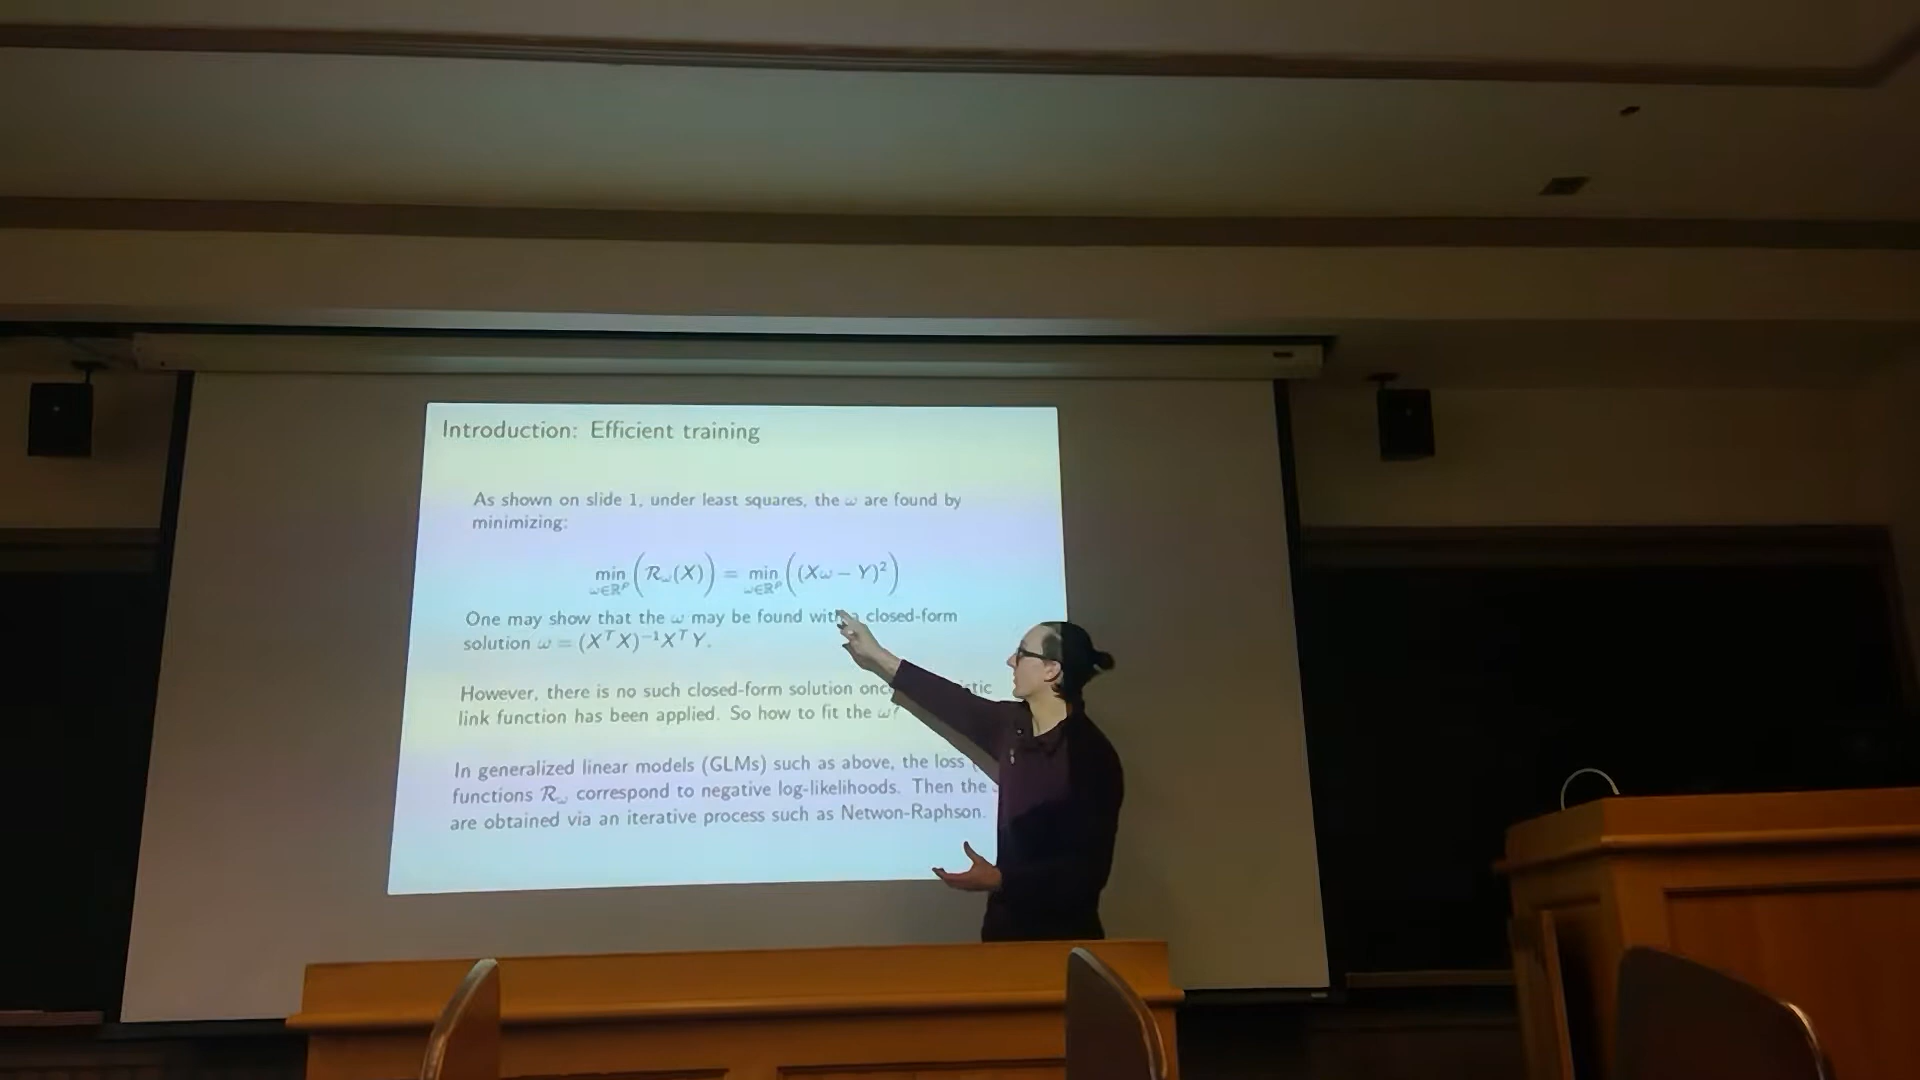 Introduction: Efficient training
As shown on slide 1, under least squares, the ω are found by
minimizing:
min_{ω∈ℝ^p} (ℛ_ω(X)) = min_{ω∈ℝ^p} ((Xω − Y)²)
One may show that the ω may be found with a closed-form
solution ω = (XᵀX)⁻¹XᵀY.
However, there is no such closed-form solution
link function has been applied. So how to fit the ω?
In generalized linear models (GLMs) such as above, the loss
functions ℛ_ω correspond to negative log-likelihoods. Then the
are obtained via an iterative process such as Netwon-Raphson.